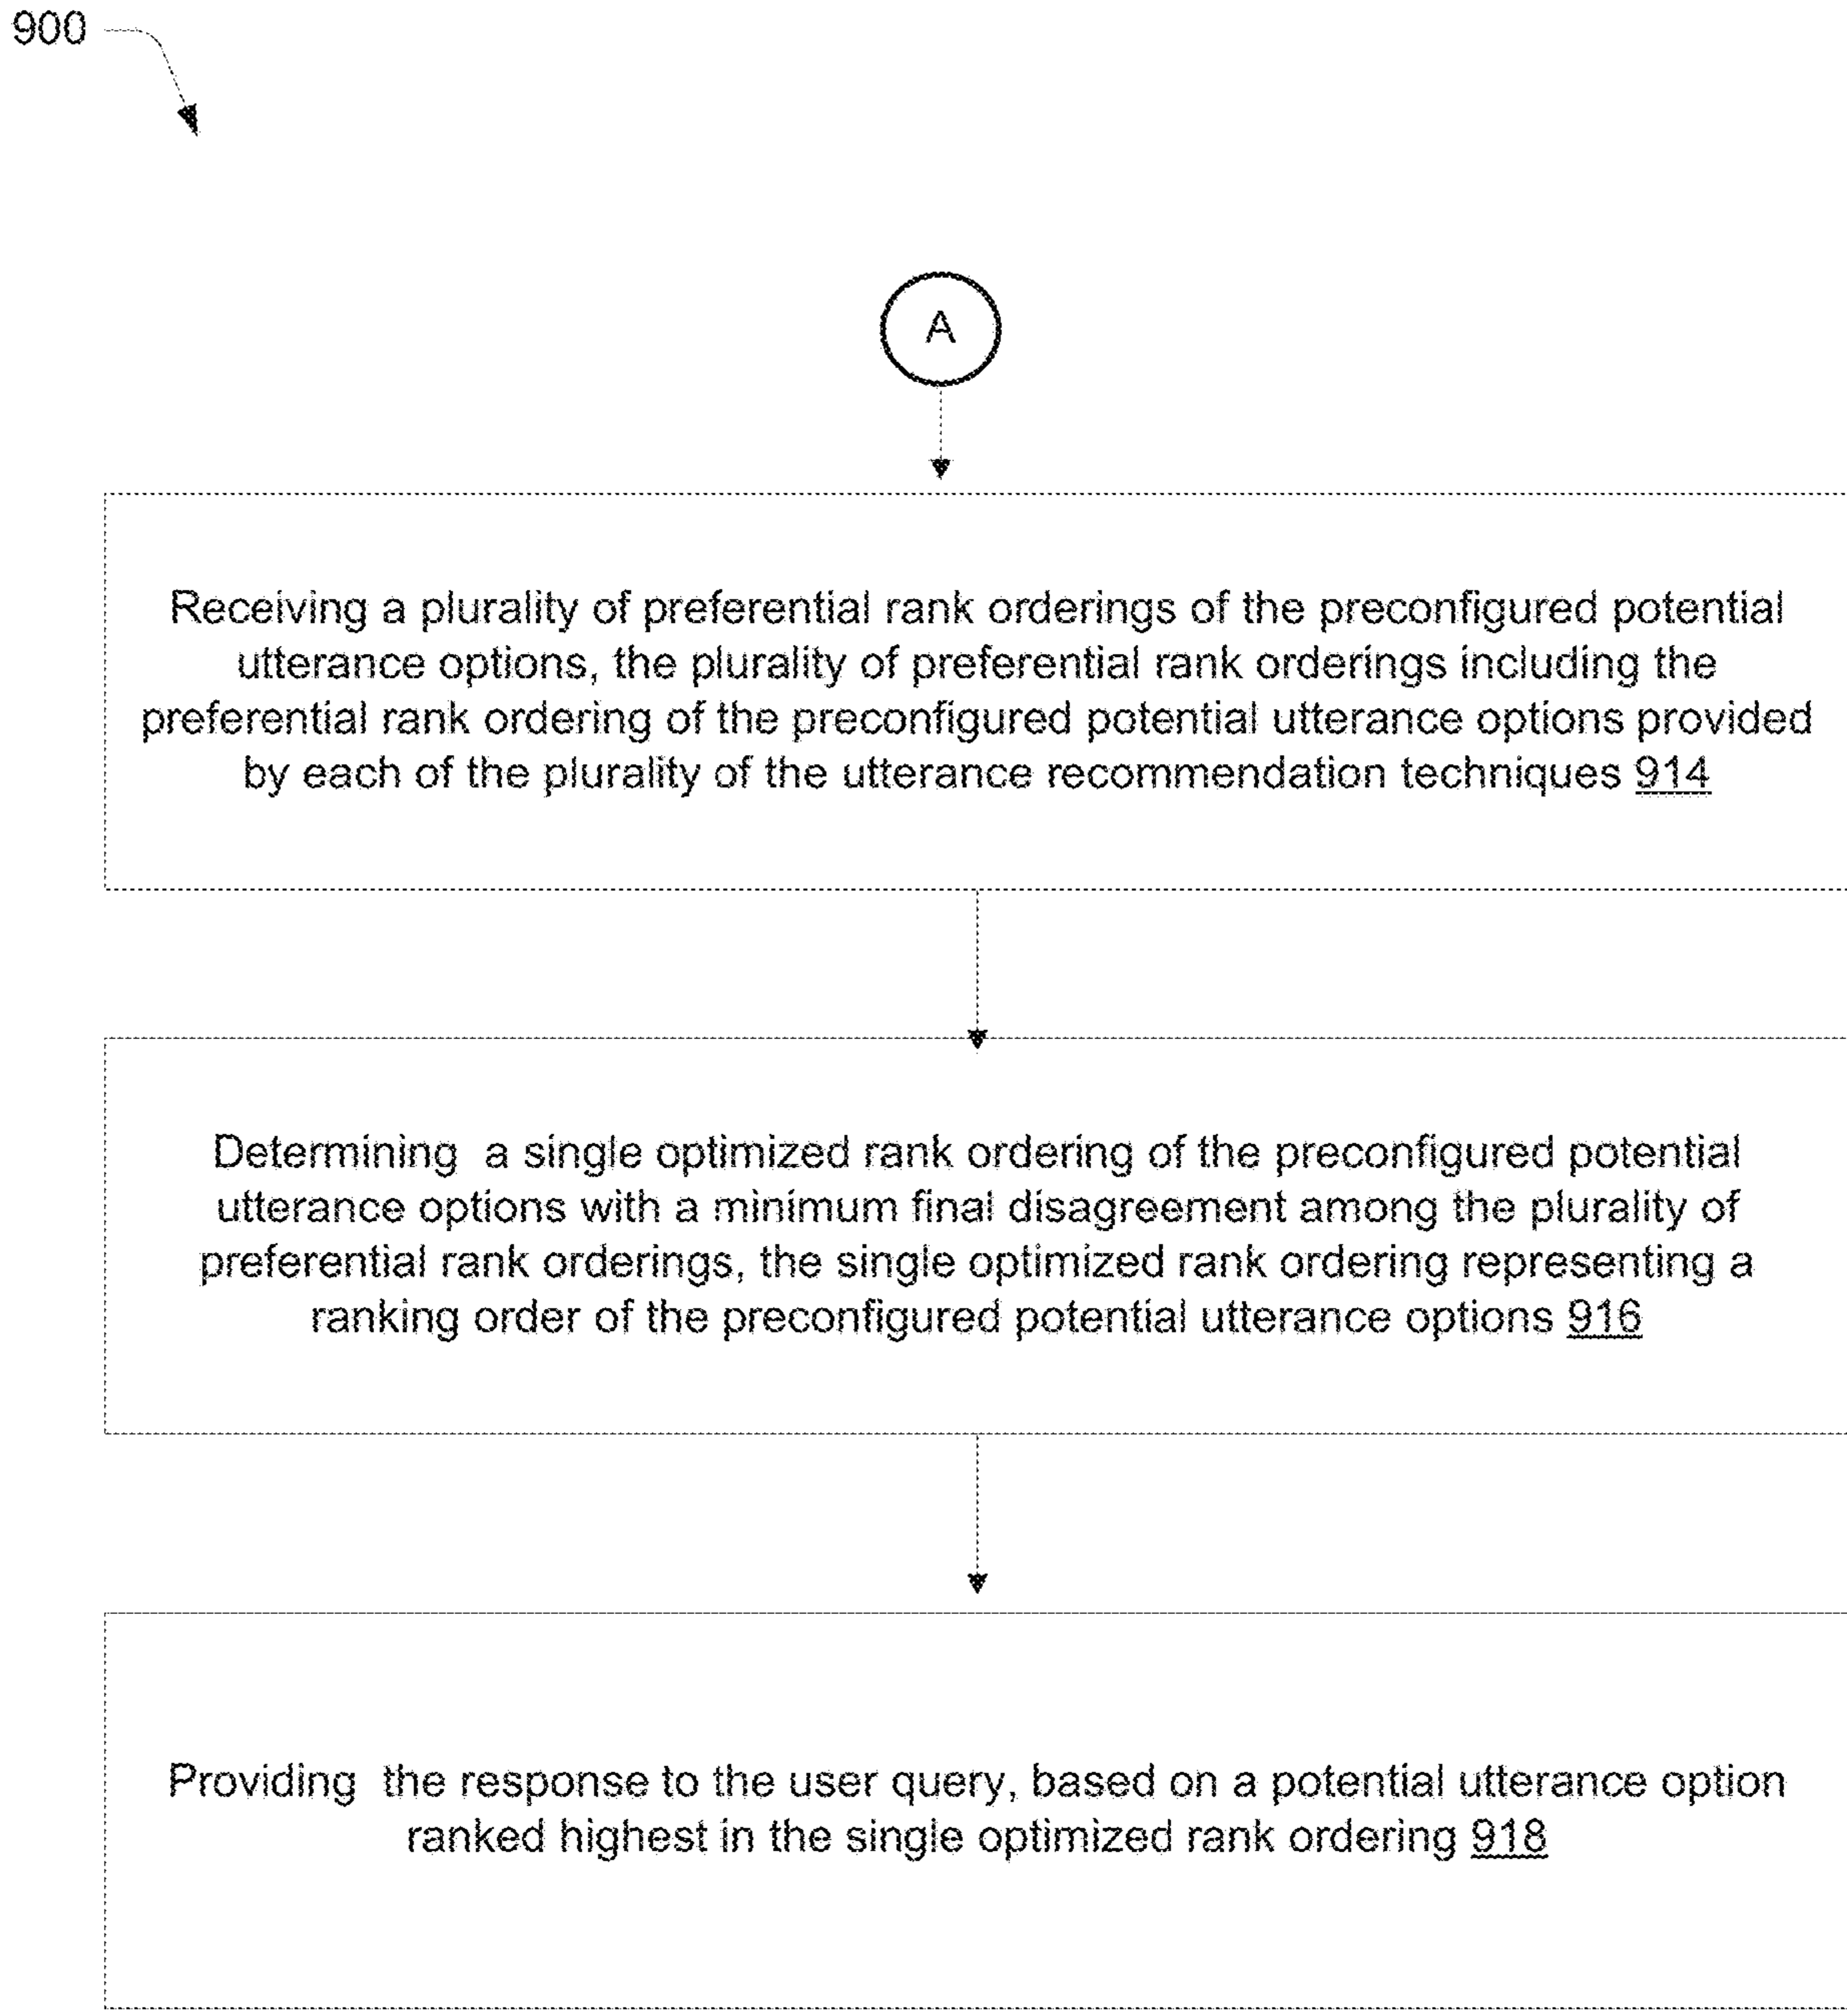 900
A
Receiving a plurality of preferential rank orderings of the preconfigured potential
utterance options, the plurality of preferential rank orderings including the
preferential rank ordering of the preconfigured potential utterance options provided
by each of the plurality of the utterance recommendation techniques 914
Determining a single optimized rank ordering of the preconfigured potential
utterance options with a minimum final disagreement among the plurality of
preferential rank orderings, the single optimized rank ordering representing a
ranking order of the preconfigured potential utterance options 916
Providing the response to the user query, based on a potential utterance option
ranked highest in the single optimized rank ordering 918